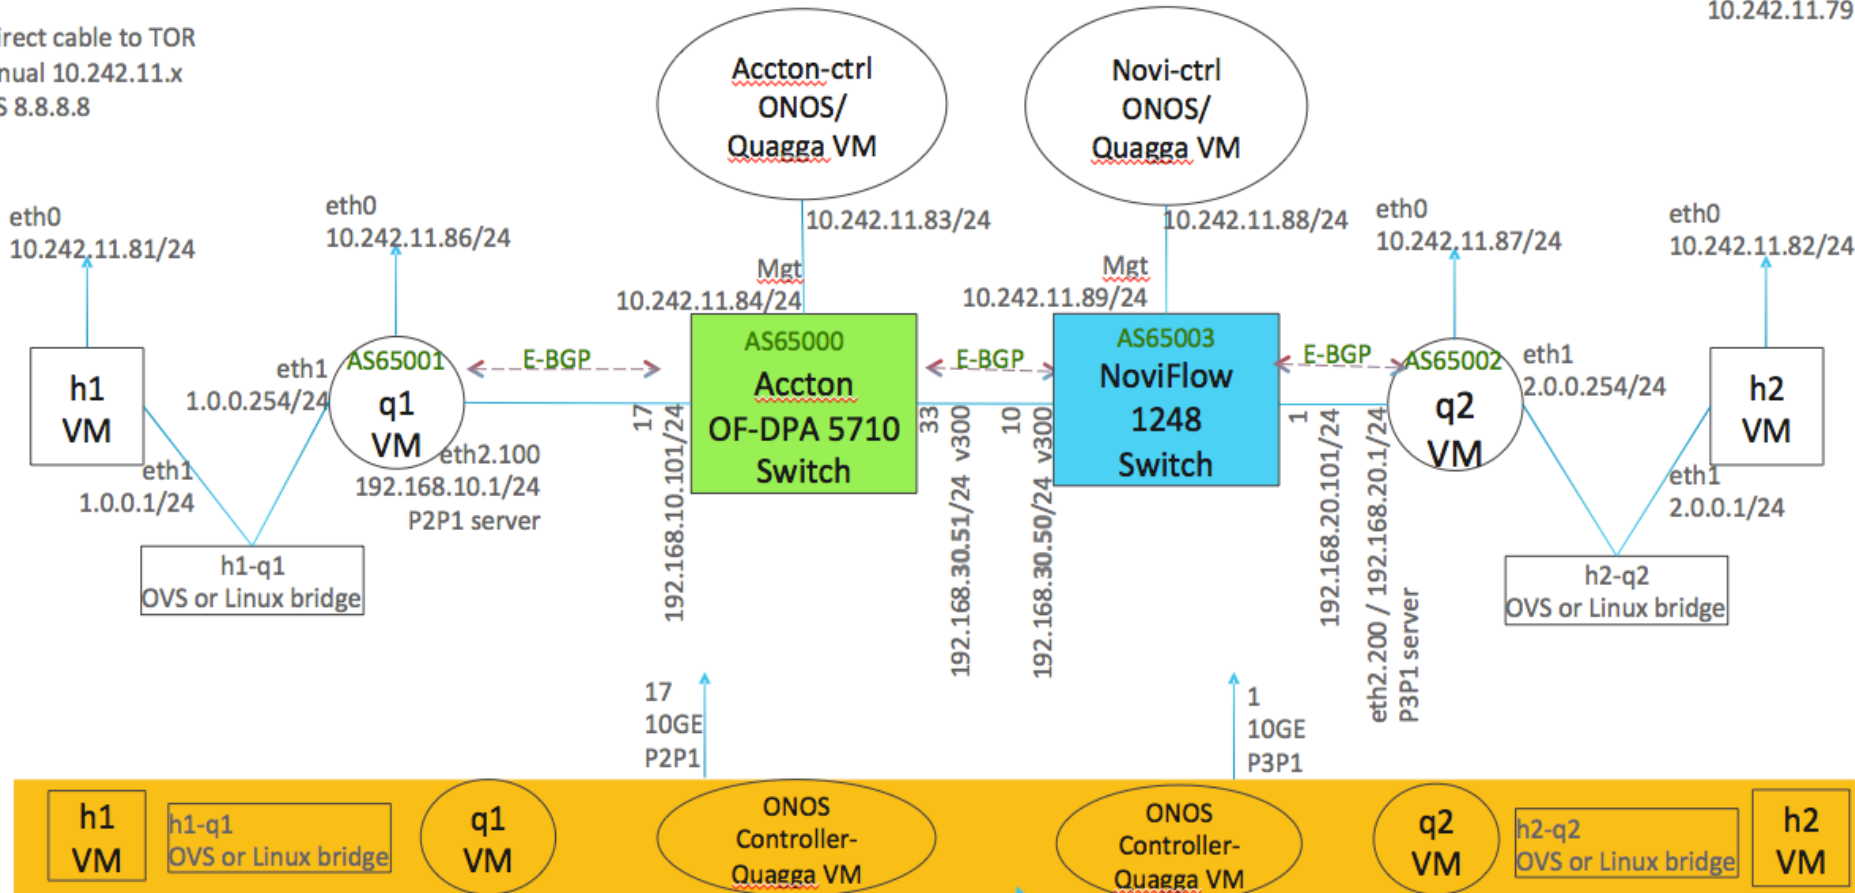 10.242.11.79
irect cable to TOR
nual 10.242.11.x
S 8.8.8.8
Accton-ctrl
ONOS/
Quagga VM
Novi-ctrl
ONOS/
Quagga VM
eth0
10.242.11.81/24
eth0
10.242.11.86/24
10.242.11.83/24
Mgt
10.242.11.84/24
10.242.11.88/24
Mgt
10.242.11.89/24
eth0
10.242.11.87/24
eth0
10.242.11.82/24
h1
VM
eth1
1.0.0.254/24
AS65001
q1
VM
E-BGP
AS65000
Accton
OF-DPA 5710
Switch
E-BGP
AS65003
NoviFlow
1248
Switch
E-BGP
AS65002
q2
VM
eth1
2.0.0.254/24
h2
VM
eth1
1.0.0.1/24
eth2.100
192.168.10.1/24
P2P1 server
17
192.168.10.101/24
33
192.168.30.51/24 v300
10
192.168.30.50/24 v300
1
192.168.20.101/24
eth2.200 / 192.168.20.1/24
P3P1 server
eth1
2.0.0.1/24
h1-q1
OVS or Linux bridge
h2-q2
OVS or Linux bridge
17
10GE
P2P1
1
10GE
P3P1
h1
VM
h1-q1
OVS or Linux bridge
q1
VM
ONOS
Controller-
Quagga VM
ONOS
Controller-
Quagga VM
q2
VM
h2-q2
OVS or Linux bridge
h2
VM